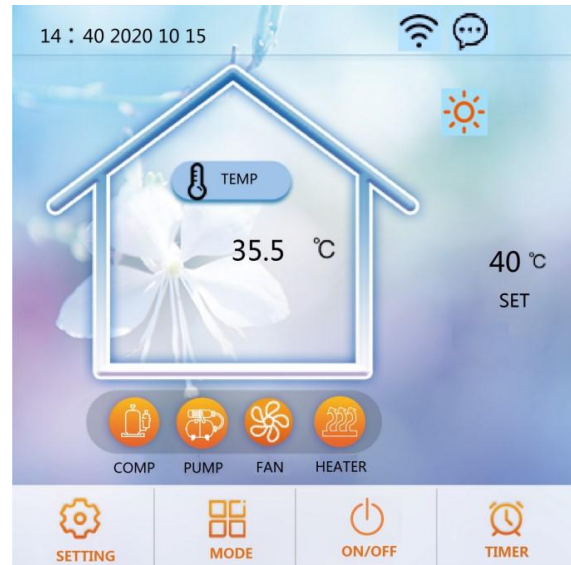 14：40 2020 10 15
TEMP
35.5 ℃
40 ℃
SET
COMP PUMP FAN HEATER
SETTING MODE ON/OFF TIMER